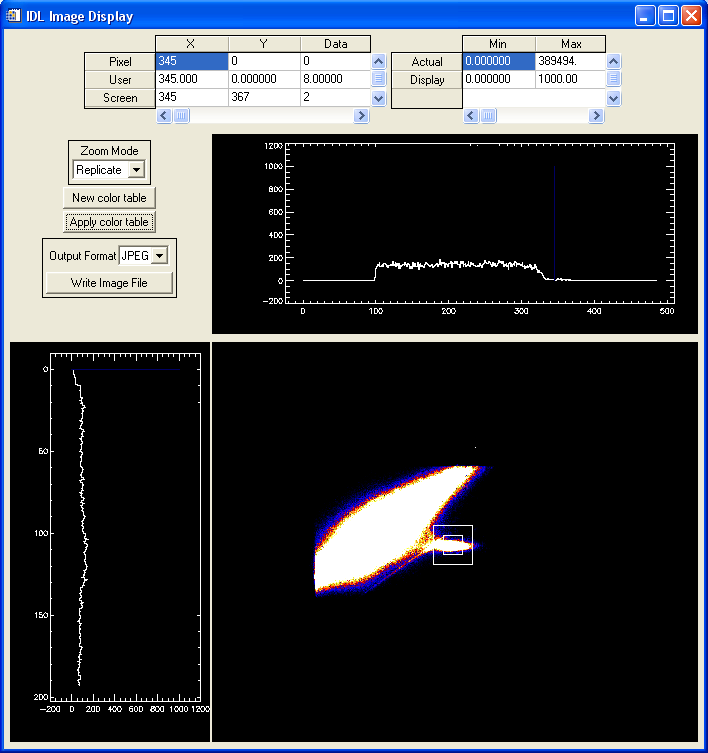 IDL Image Display
X Y Data
Pixel 345 0 0
User 345.000 0.000000 8.00000
Screen 345 367 2
Min Max
Actual 0.000000 389494.
Display 0.000000 1000.00
Zoom Mode
Replicate
New color table
Apply color table
Output Format JPEG
Write Image File
1200
1000
800
600
400
200
0
-200
0 100 200 300 400 500
0
50
100
150
200
-200 0 200 400 600 800 1000 1200